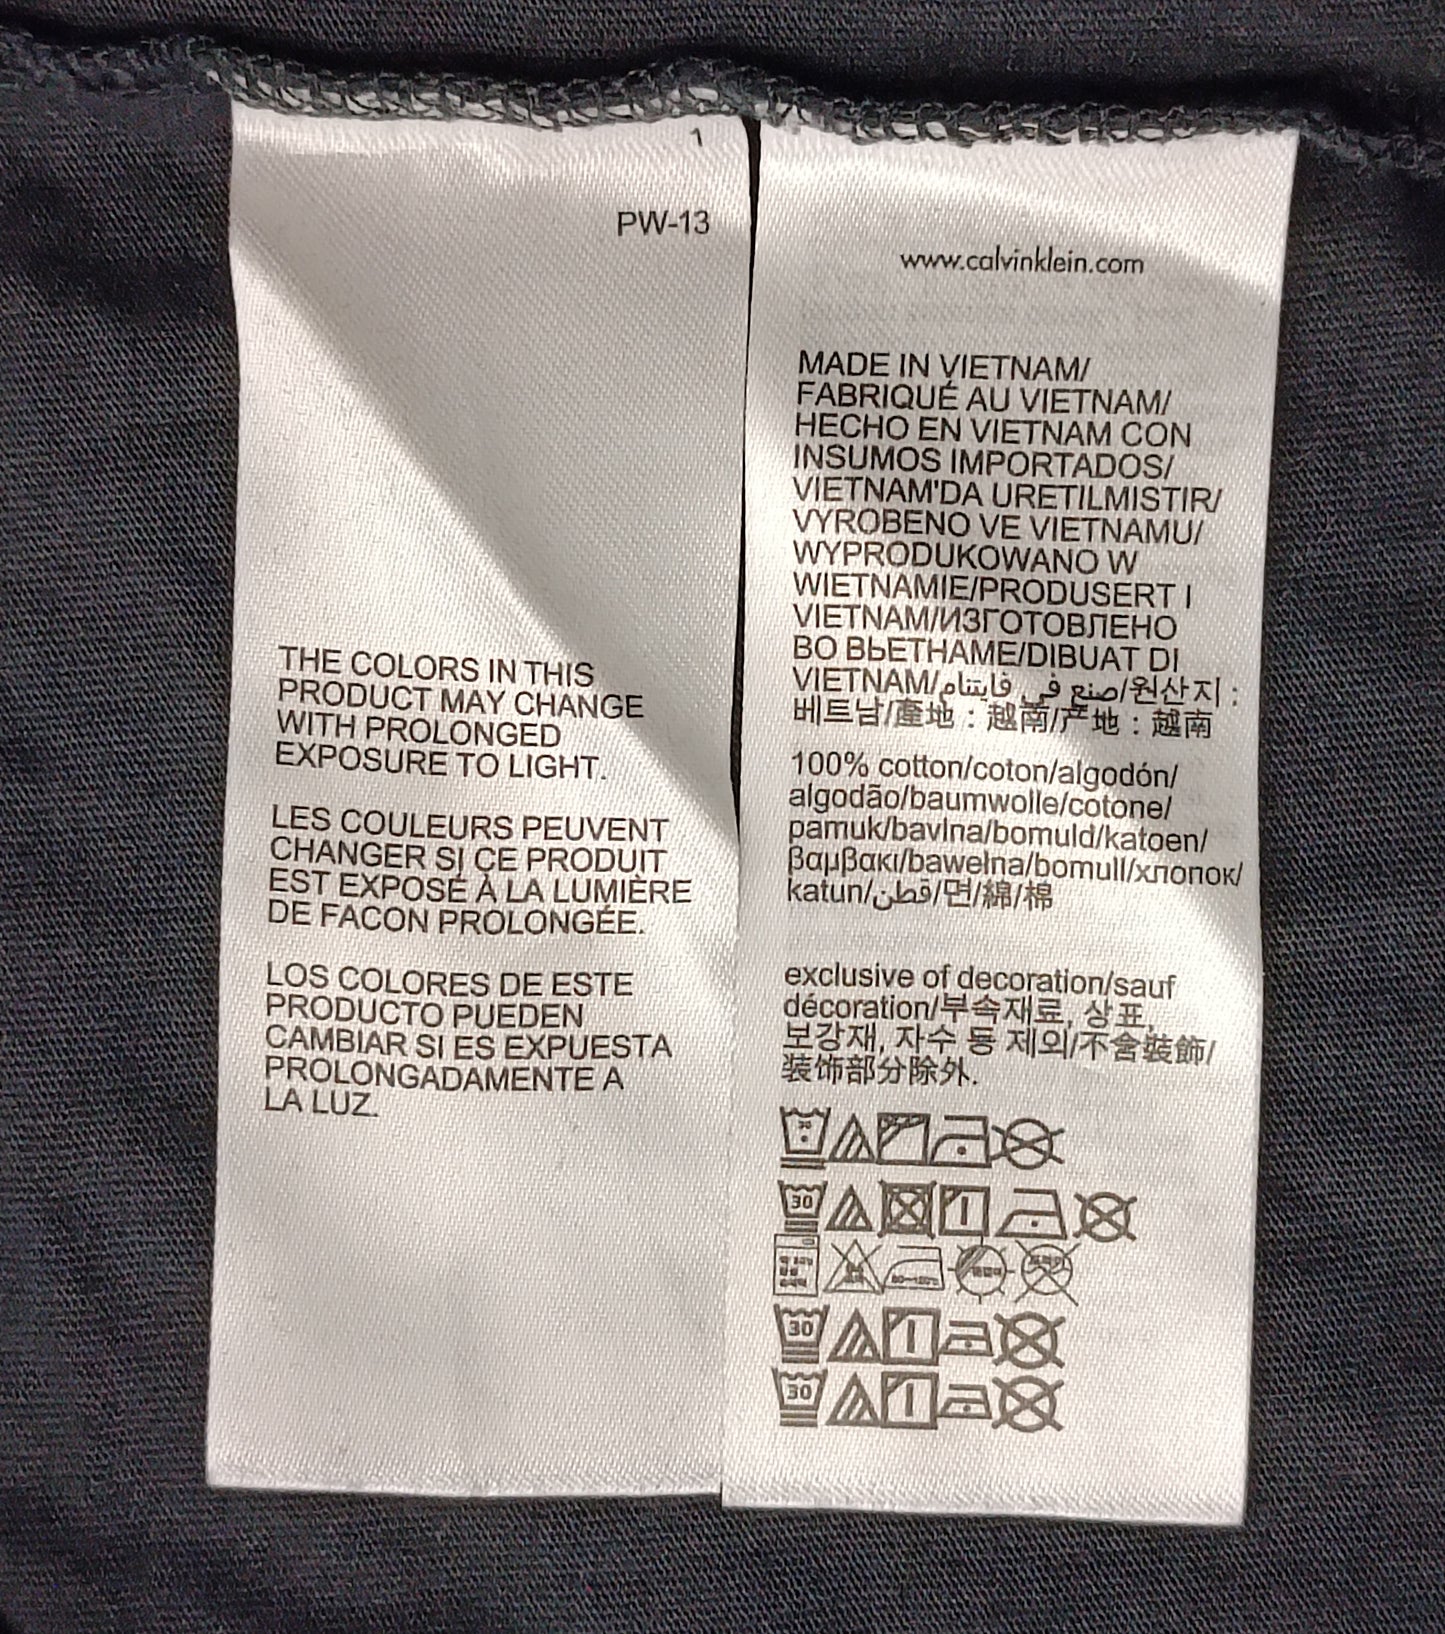 1
PW-13
THE COLORS IN THIS
PRODUCT MAY CHANGE
WITH PROLONGED
EXPOSURE TO LIGHT.
LES COULEURS PEUVENT
CHANGER SI CE PRODUIT
EST EXPOSÉ À LA LUMIÈRE
DE FACON PROLONGÉE.
LOS COLORES DE ESTE
PRODUCTO PUEDEN
CAMBIAR SI ES EXPUESTA
PROLONGADAMENTE A
LA LUZ.
www.calvinklein.com
MADE IN VIETNAM/
FABRIQUÉ AU VIETNAM/
HECHO EN VIETNAM CON
INSUMOS IMPORTADOS/
VIETNAM'DA URETILMISTIR/
VYROBENO VE VIETNAMU/
WYPRODUKOWANO W
WIETNAMIE/PRODUSERT I
VIETNAM/ИЗГОТОВЛЕНО
ВО ВЬЕТНАМЕ/DIBUAT DI
VIETNAM/صنع في فايتنام/원산지 :
베트남/產地 : 越南/产地 : 越南
100% cotton/coton/algodón/
algodão/baumwolle/cotone/
pamuk/bavlna/bomuld/katoen/
βαμβακι/bawełna/bomull/хлопок/
katun/قطن/면/綿/棉
exclusive of decoration/sauf
décoration/부속재료, 상표,
보강재, 자수 등 제외/不含裝飾/
装饰部分除外.
30
30
30
30